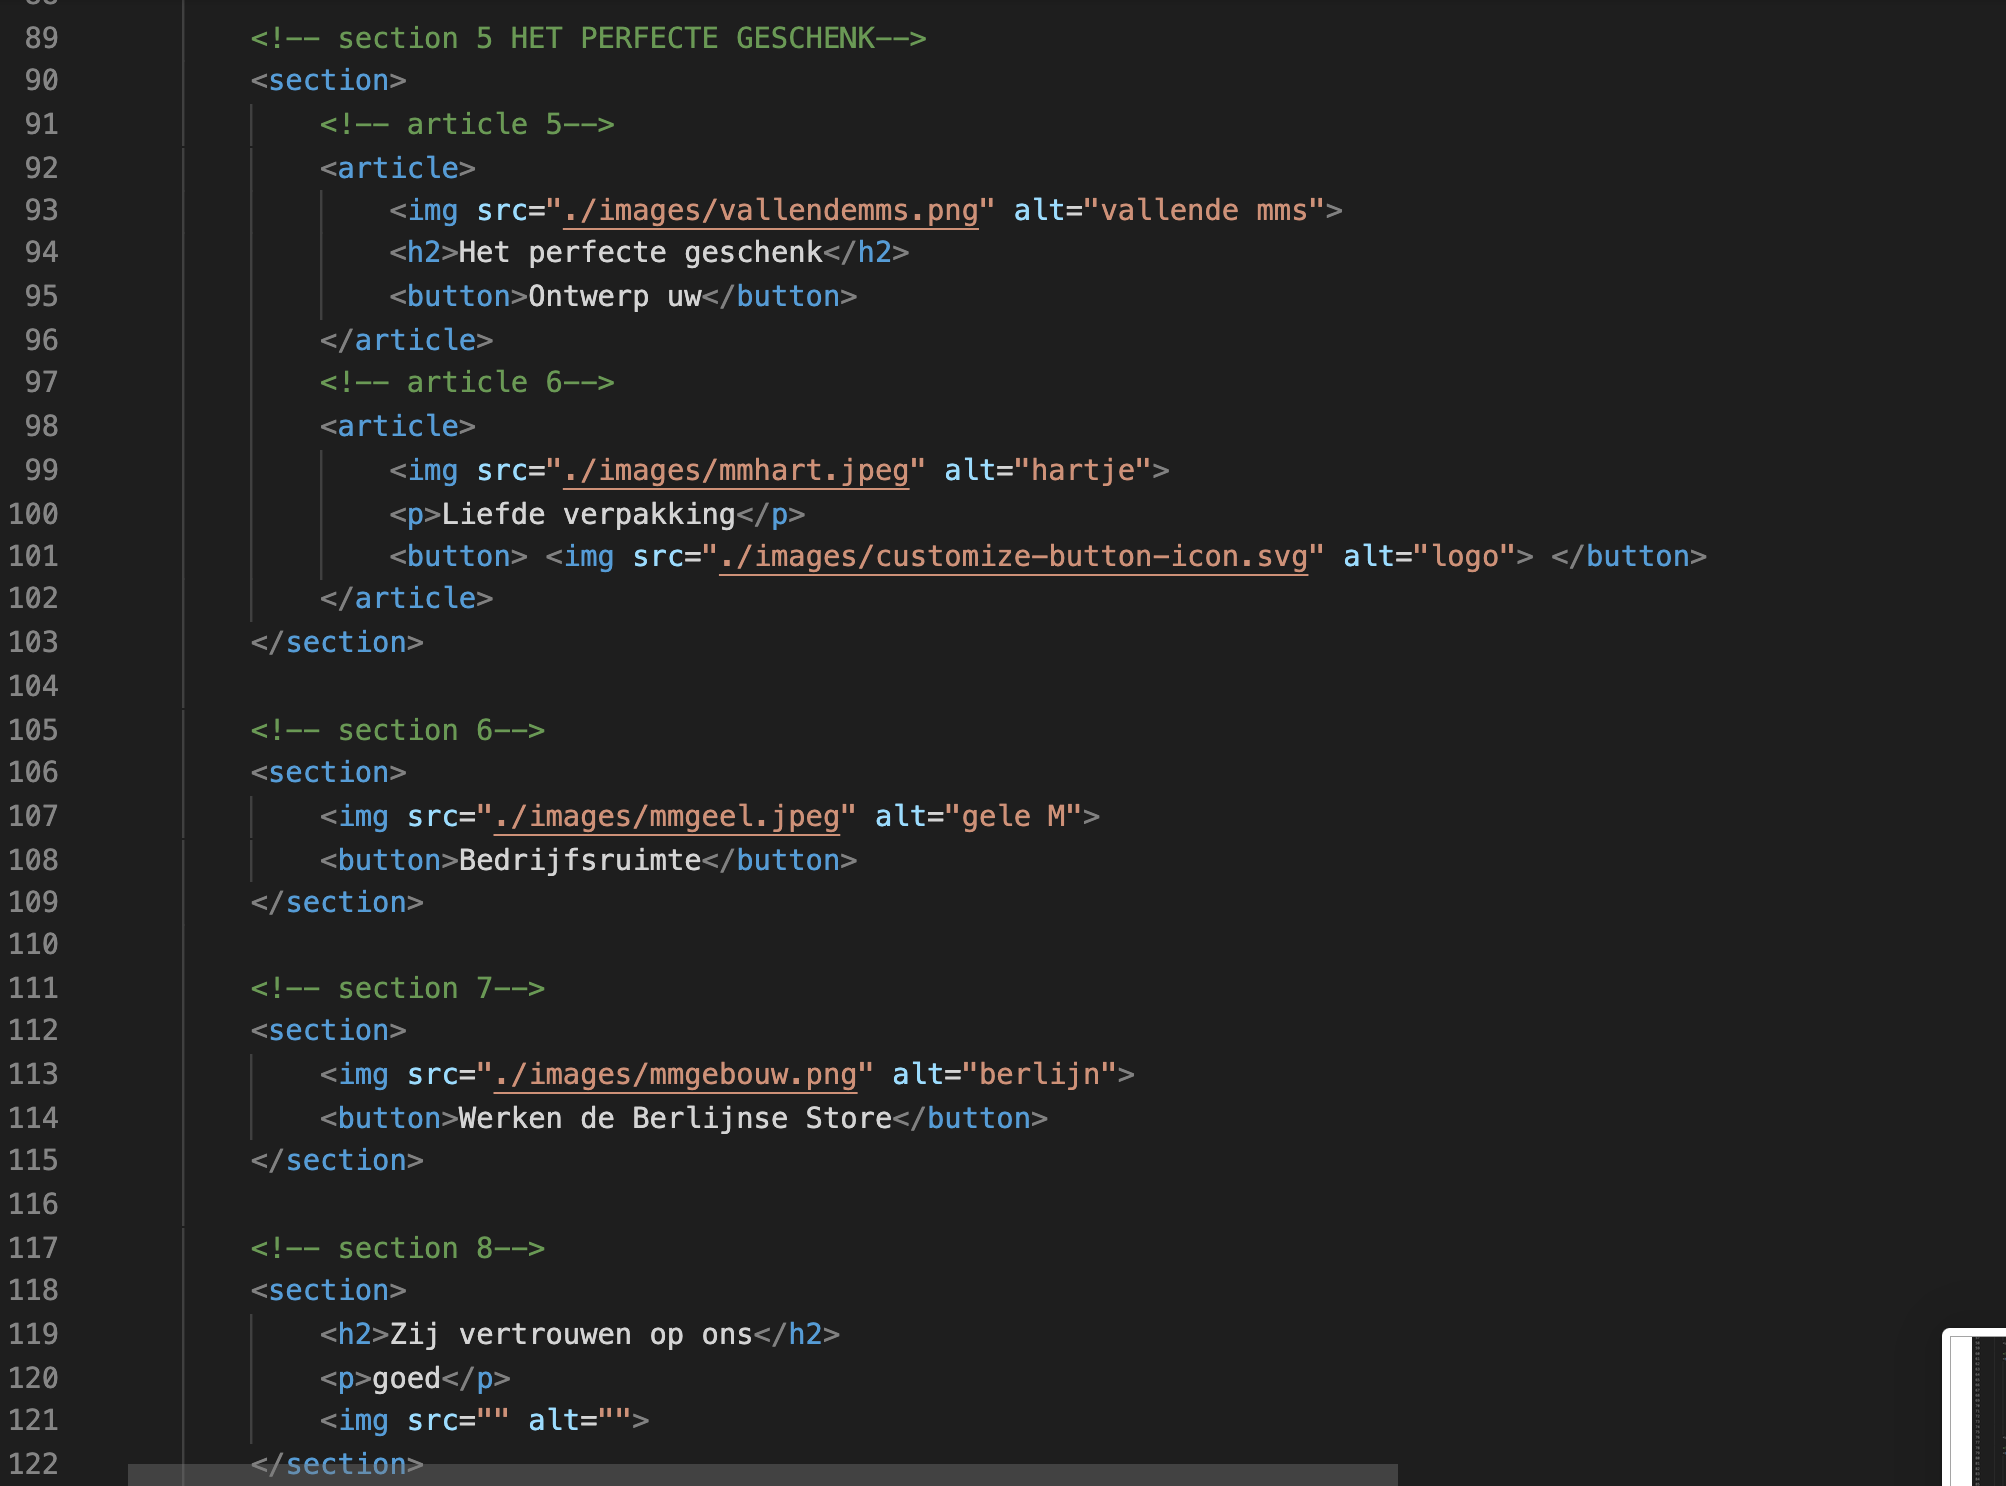 89 <!-- section 5 HET PERFECTE GESCHENK-->
90 <section>
91 <!-- article 5-->
92 <article>
93 <img src="./images/vallendemms.png" alt="vallende mms">
94 <h2>Het perfecte geschenk</h2>
95 <button>Ontwerp uw</button>
96 </article>
97 <!-- article 6-->
98 <article>
99 <img src="./images/mmhart.jpeg" alt="hartje">
100 <p>Liefde verpakking</p>
101 <button> <img src="./images/customize-button-icon.svg" alt="logo"> </button>
102 </article>
103 </section>
104
105 <!-- section 6-->
106 <section>
107 <img src="./images/mmgeel.jpeg" alt="gele M">
108 <button>Bedrijfsruimte</button>
109 </section>
110
111 <!-- section 7-->
112 <section>
113 <img src="./images/mmgebouw.png" alt="berlijn">
114 <button>Werken de Berlijnse Store</button>
115 </section>
116
117 <!-- section 8-->
118 <section>
119 <h2>Zij vertrouwen op ons</h2>
120 <p>goed</p>
121 <img src="" alt="">
122 </section>